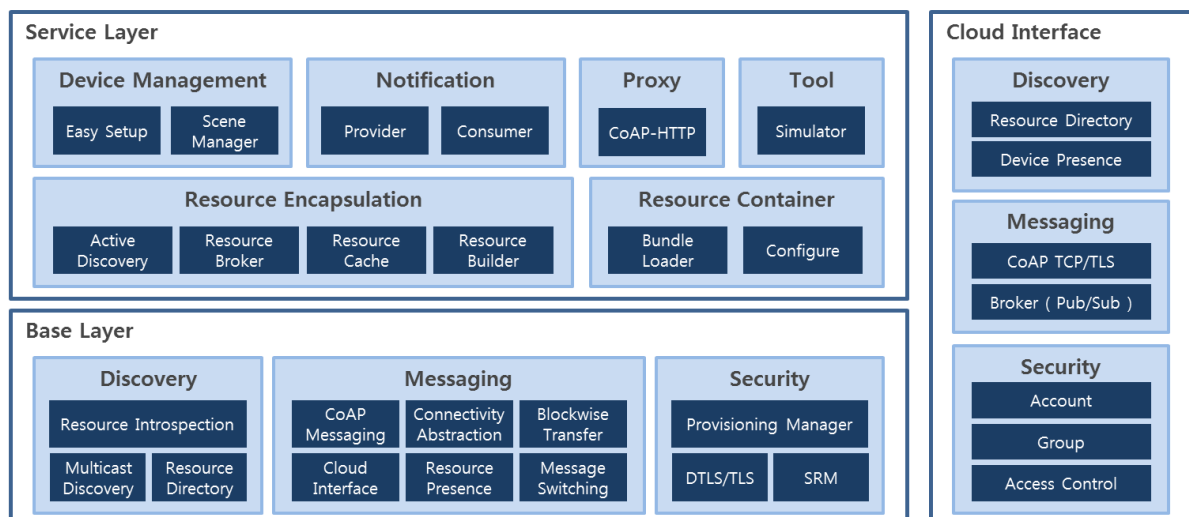 Service Layer
Device Management
Easy Setup
Scene
Manager
Notification
Provider
Consumer
Proxy
CoAP-HTTP
Tool
Simulator
Resource Encapsulation
Active
Discovery
Resource
Broker
Resource
Cache
Resource
Builder
Resource Container
Bundle
Loader
Configure
Base Layer
Discovery
Resource Introspection
Multicast
Discovery
Resource
Directory
Messaging
CoAP
Messaging
Connectivity
Abstraction
Blockwise
Transfer
Cloud
Interface
Resource
Presence
Message
Switching
Security
Provisioning Manager
DTLS/TLS
SRM
Cloud Interface
Discovery
Resource Directory
Device Presence
Messaging
CoAP TCP/TLS
Broker ( Pub/Sub )
Security
Account
Group
Access Control